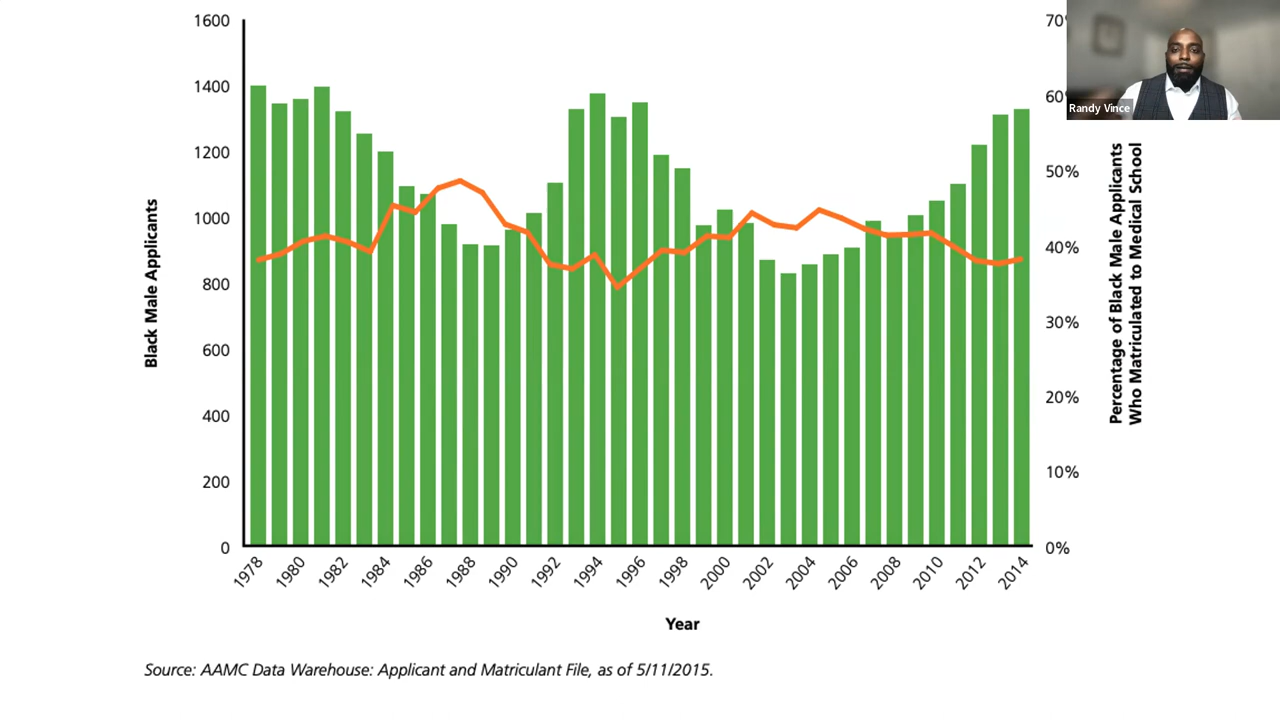 1600
1400
1200
1000
800
600
400
200
0
Black Male Applicants
70%
60%
50%
40%
30%
20%
10%
0%
Percentage of Black Male Applicants
Who Matriculated to Medical School
Randy Vince
1978 1980 1982 1984 1986 1988 1990 1992 1994 1996 1998 2000 2002 2004 2006 2008 2010 2012 2014
Year
Source: AAMC Data Warehouse: Applicant and Matriculant File, as of 5/11/2015.